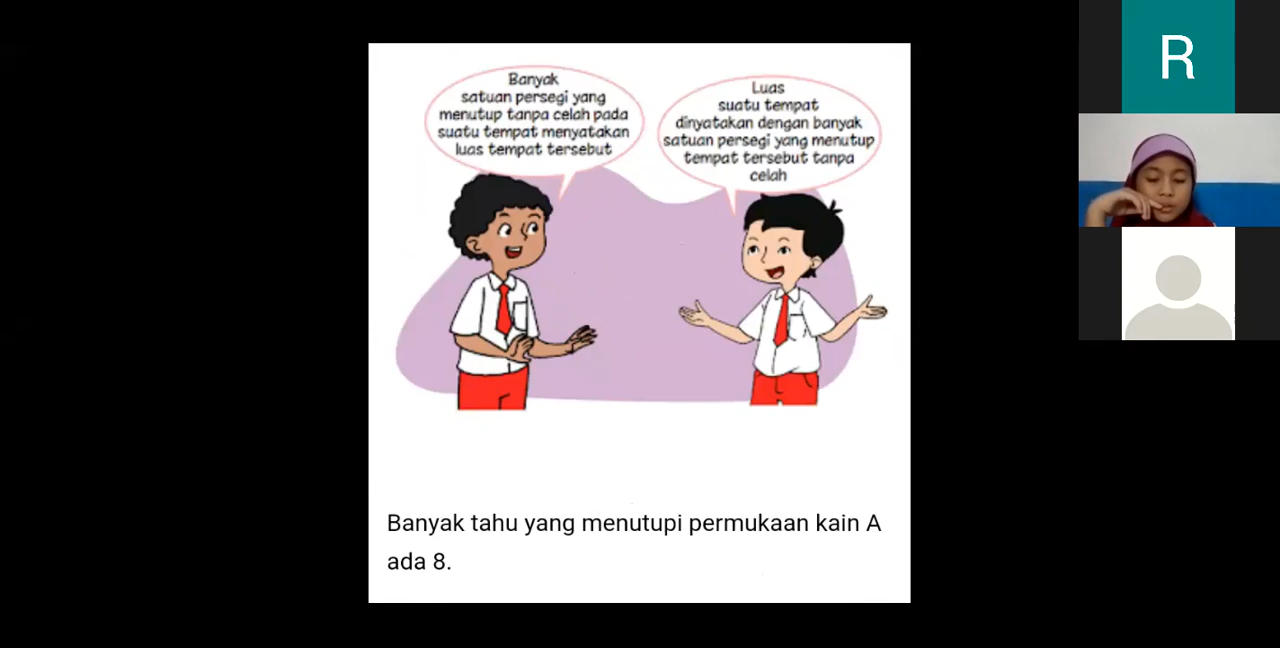 Banyak
satuan persegi yang
menutup tanpa celah pada
suatu tempat menyatakan
luas tempat tersebut
Luas
suatu tempat
dinyatakan dengan banyak
satuan persegi yang menutup
tempat tersebut tanpa
celah
Banyak tahu yang menutupi permukaan kain A
ada 8.
R